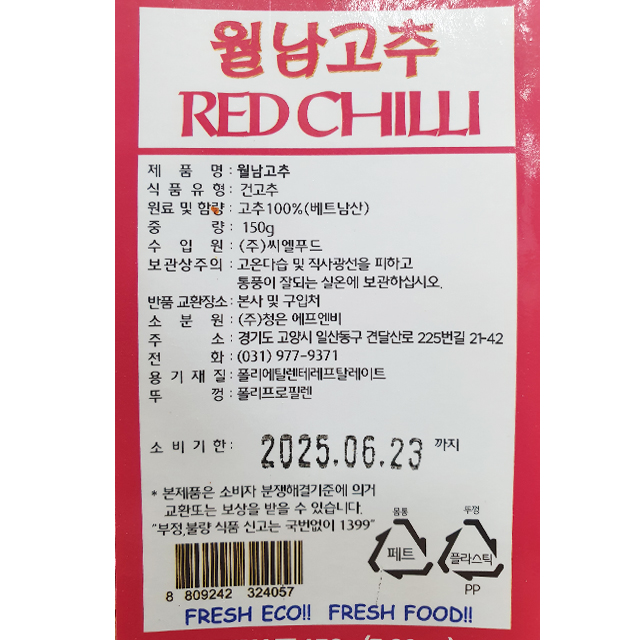 월남고추
RED CHILLI
제 품 명 : 월남고추
식 품 유 형 : 건고추
원료 및 함량 : 고추100%(베트남산)
중 량 : 150g
수 입 원 : (주)씨엘푸드
보관상주의 : 고온다습 및 직사광선을 피하고
통풍이 잘되는 실온에 보관하십시오.
반품 교환장소 : 본사 및 구입처
소 분 원 : (주)청은 에프엔비
주 소 : 경기도 고양시 일산동구 견달산로 225번길 21-42
전 화 : (031) 977-9371
용 기 재 질 : 폴리에틸렌테레프탈레이트
뚜 껑 : 폴리프로필렌
소 비 기 한 : 2025.06.23 까지
* 본제품은 소비자 분쟁해결기준에 의거
교환또는 보상을 받을 수 있습니다.
"부정,불량 식품 신고는 국번없이 1399"
몸통
페트
뚜껑
플라스틱
PP
8 809242 324057
FRESH ECO!! FRESH FOOD!!